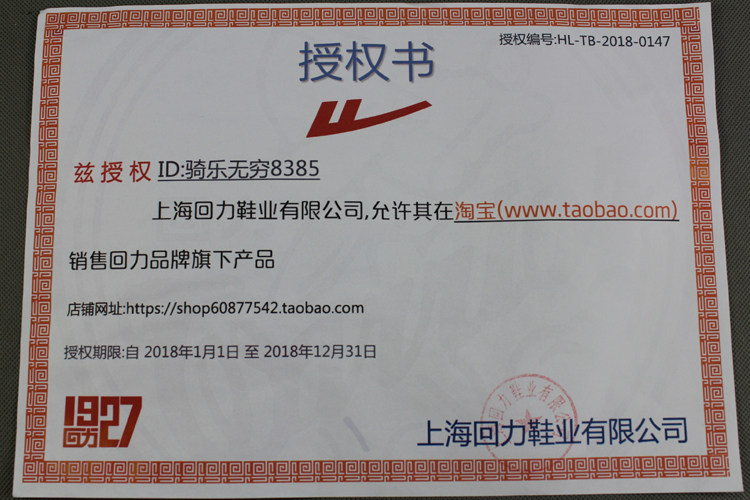 授权编号:HL-TB-2018-0147
授权书
兹授权 ID:骑乐无穷8385
上海回力鞋业有限公司,允许其在淘宝(www.taobao.com)
销售回力品牌旗下产品
店铺网址:https://shop60877542.taobao.com
授权期限:自 2018年1月1日 至 2018年12月31日
1927
回力
上海回力鞋业有限公司